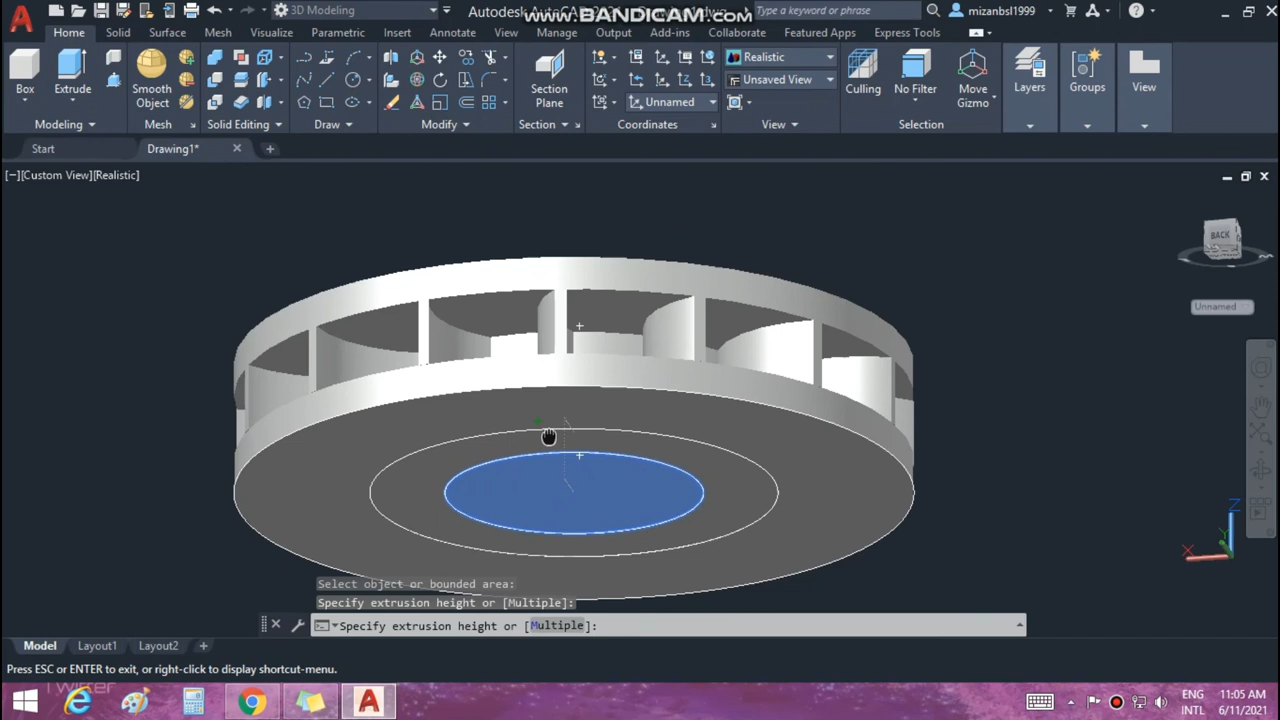 3D Modeling
Autodesk AutoCAD 2021
www.BANDICAM.com
Type a keyword or phrase
mizanbsl1999
Home Solid Surface Mesh Visualize Parametric Insert Annotate View Manage Output Add-ins Collaborate Featured Apps Express Tools
Box
Extrude
Smooth
Object
Section
Plane
Realistic
Unsaved View
Unnamed
Culling
No Filter
Move
Gizmo
Layers
Groups
View
Modeling
Mesh
Solid Editing
Draw
Modify
Section
Coordinates
View
Selection
Start
Drawing1*
[−][Custom View][Realistic]
BACK
Unnamed
Z
Y
X
Select object or bounded area:
Specify extrusion height or [Multiple]:
Specify extrusion height or [Multiple]:
Model Layout1 Layout2
Press ESC or ENTER to exit, or right-click to display shortcut-menu.
ENG
INTL
11:05 AM
6/11/2021